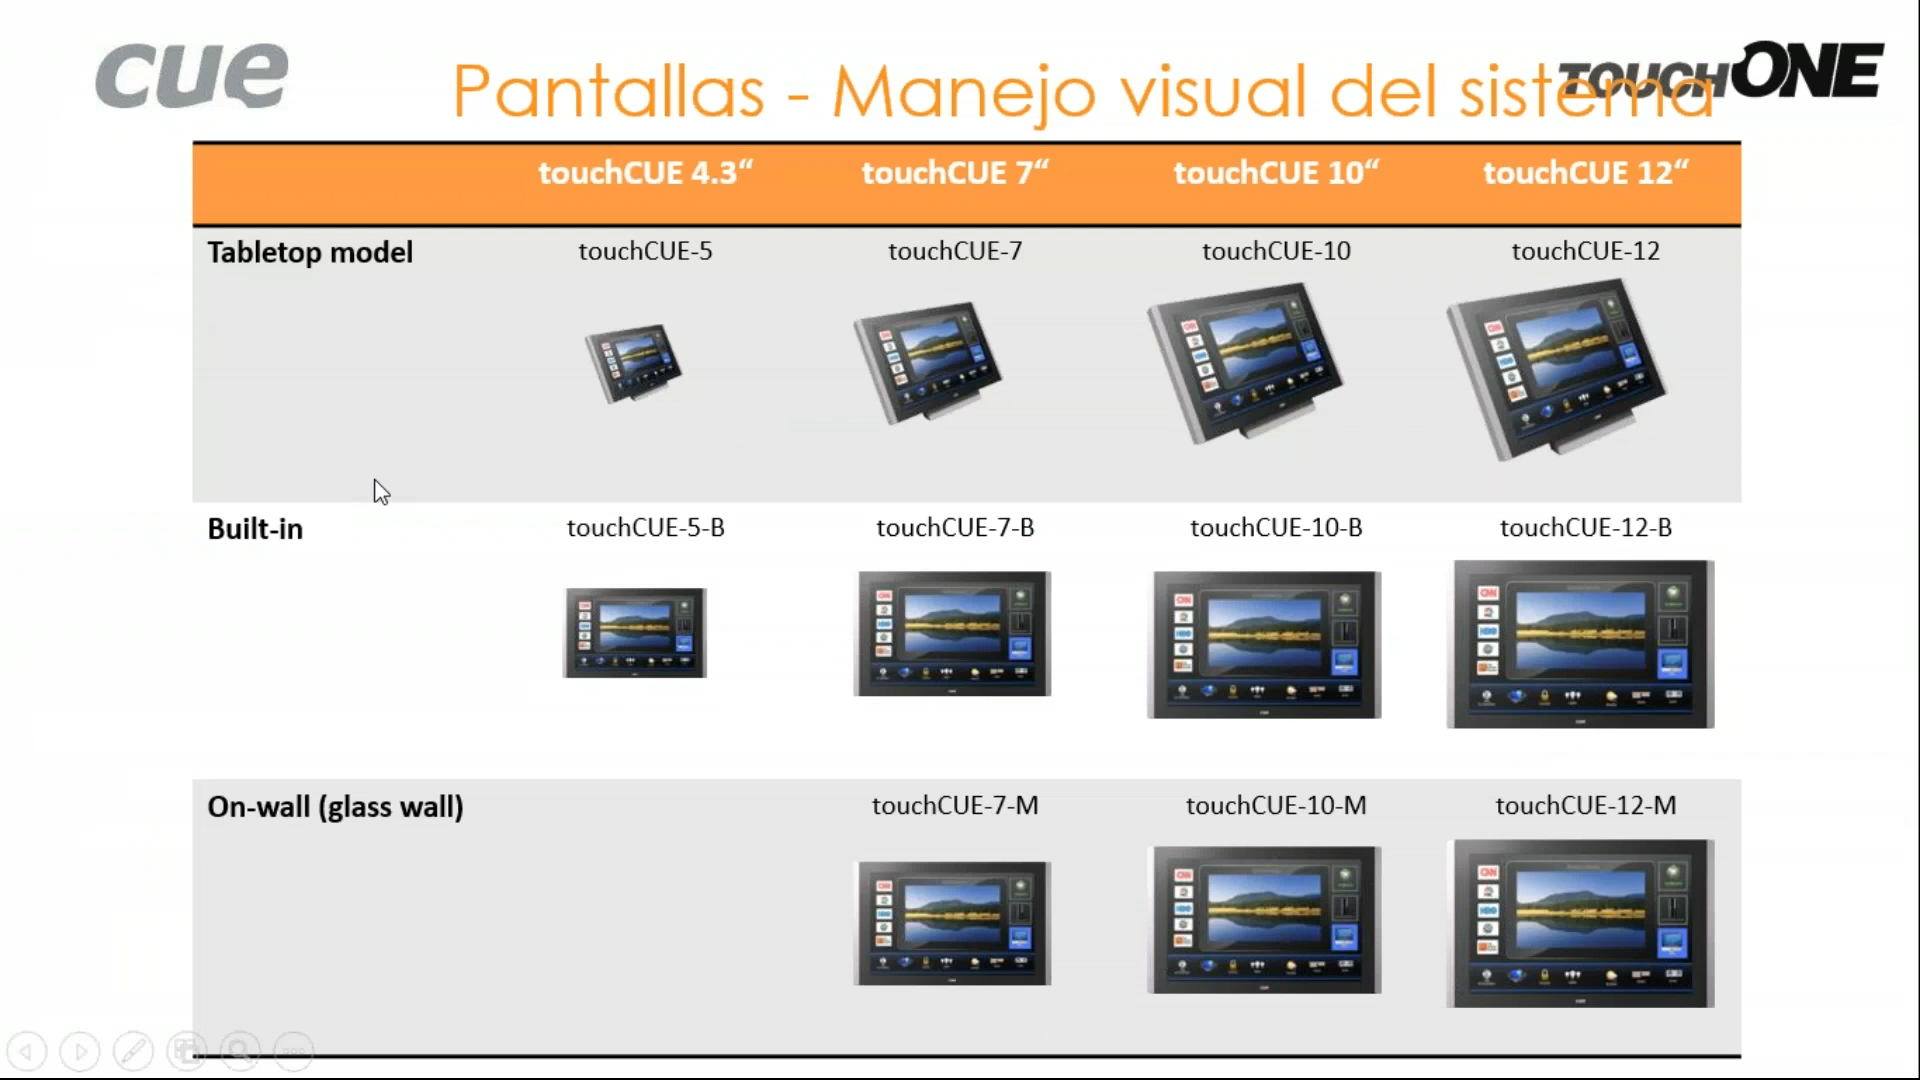 cue
Pantallas - Manejo visual del sistema
TOUCHONE
touchCUE 4.3“ touchCUE 7“ touchCUE 10“ touchCUE 12“
Tabletop model touchCUE-5 touchCUE-7 touchCUE-10 touchCUE-12
Built-in touchCUE-5-B touchCUE-7-B touchCUE-10-B touchCUE-12-B
On-wall (glass wall) touchCUE-7-M touchCUE-10-M touchCUE-12-M